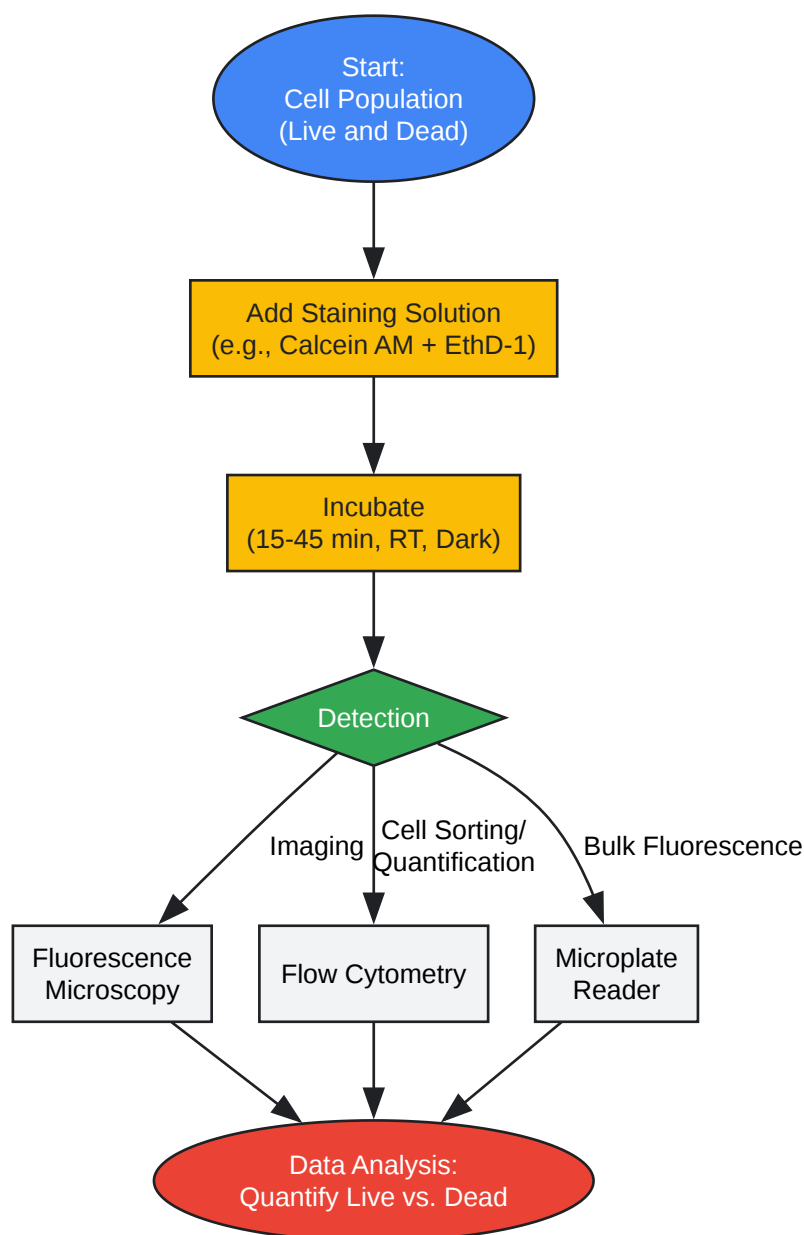 Start:
Cell Population
(Live and Dead)
Add Staining Solution
(e.g., Calcein AM + EthD-1)
Incubate
(15-45 min, RT, Dark)
Detection
Imaging
Cell Sorting/
Quantification
Bulk Fluorescence
Fluorescence
Microscopy
Flow Cytometry
Microplate
Reader
Data Analysis:
Quantify Live vs. Dead